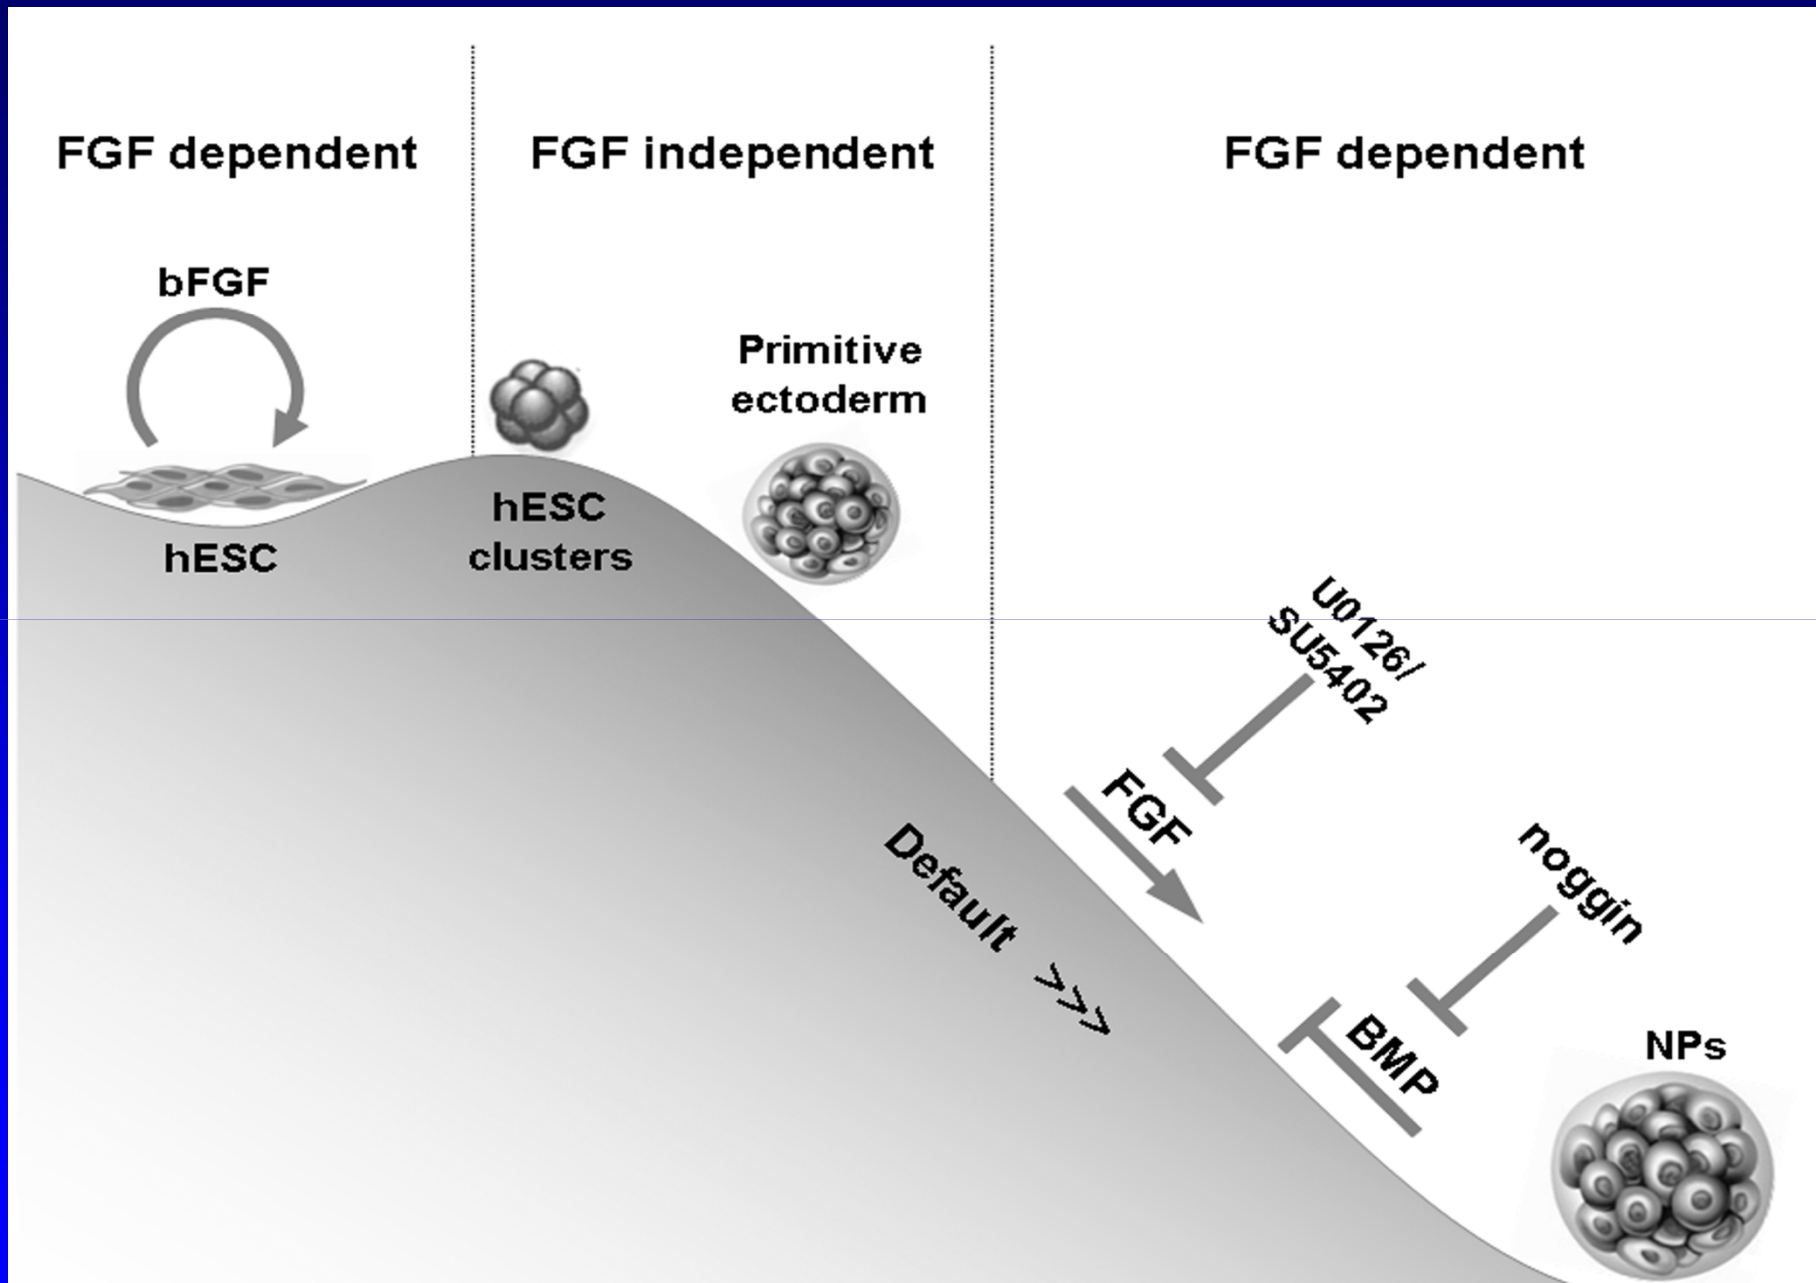 FGF dependent
FGF independent
FGF dependent
bFGF
hESC
hESC
clusters
Primitive
ectoderm
Default >>>
U0126/
SU5402
FGF
noggin
BMP
NPs